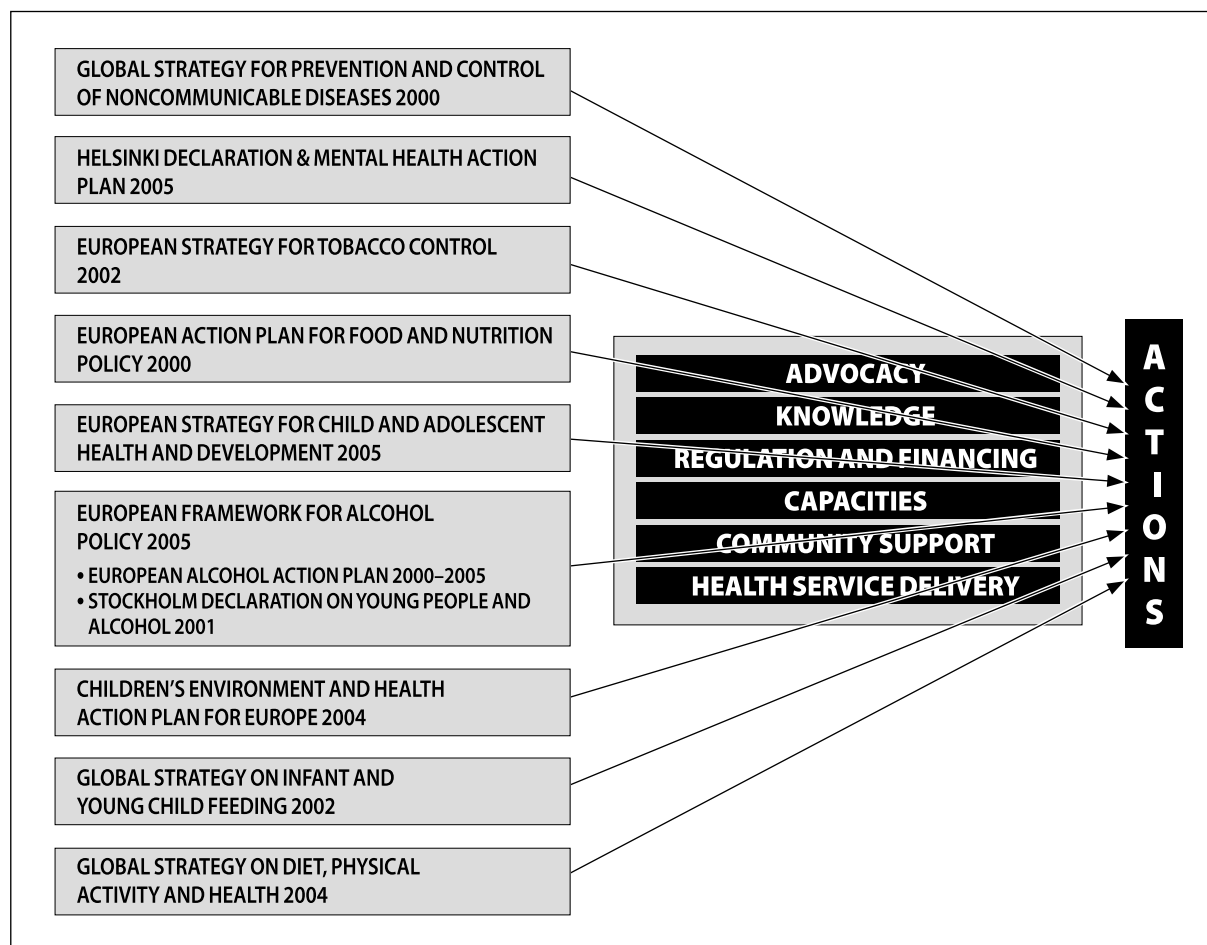 GLOBAL STRATEGY FOR PREVENTION AND CONTROL
OF NONCOMMUNICABLE DISEASES 2000
HELSINKI DECLARATION & MENTAL HEALTH ACTION
PLAN 2005
EUROPEAN STRATEGY FOR TOBACCO CONTROL
2002
EUROPEAN ACTION PLAN FOR FOOD AND NUTRITION
POLICY 2000
EUROPEAN STRATEGY FOR CHILD AND ADOLESCENT
HEALTH AND DEVELOPMENT 2005
EUROPEAN FRAMEWORK FOR ALCOHOL
POLICY 2005
• EUROPEAN ALCOHOL ACTION PLAN 2000–2005
• STOCKHOLM DECLARATION ON YOUNG PEOPLE AND
ALCOHOL 2001
CHILDREN’S ENVIRONMENT AND HEALTH
ACTION PLAN FOR EUROPE 2004
GLOBAL STRATEGY ON INFANT AND
YOUNG CHILD FEEDING 2002
GLOBAL STRATEGY ON DIET, PHYSICAL
ACTIVITY AND HEALTH 2004
ADVOCACY
KNOWLEDGE
REGULATION AND FINANCING
CAPACITIES
COMMUNITY SUPPORT
HEALTH SERVICE DELIVERY
ACTIONS